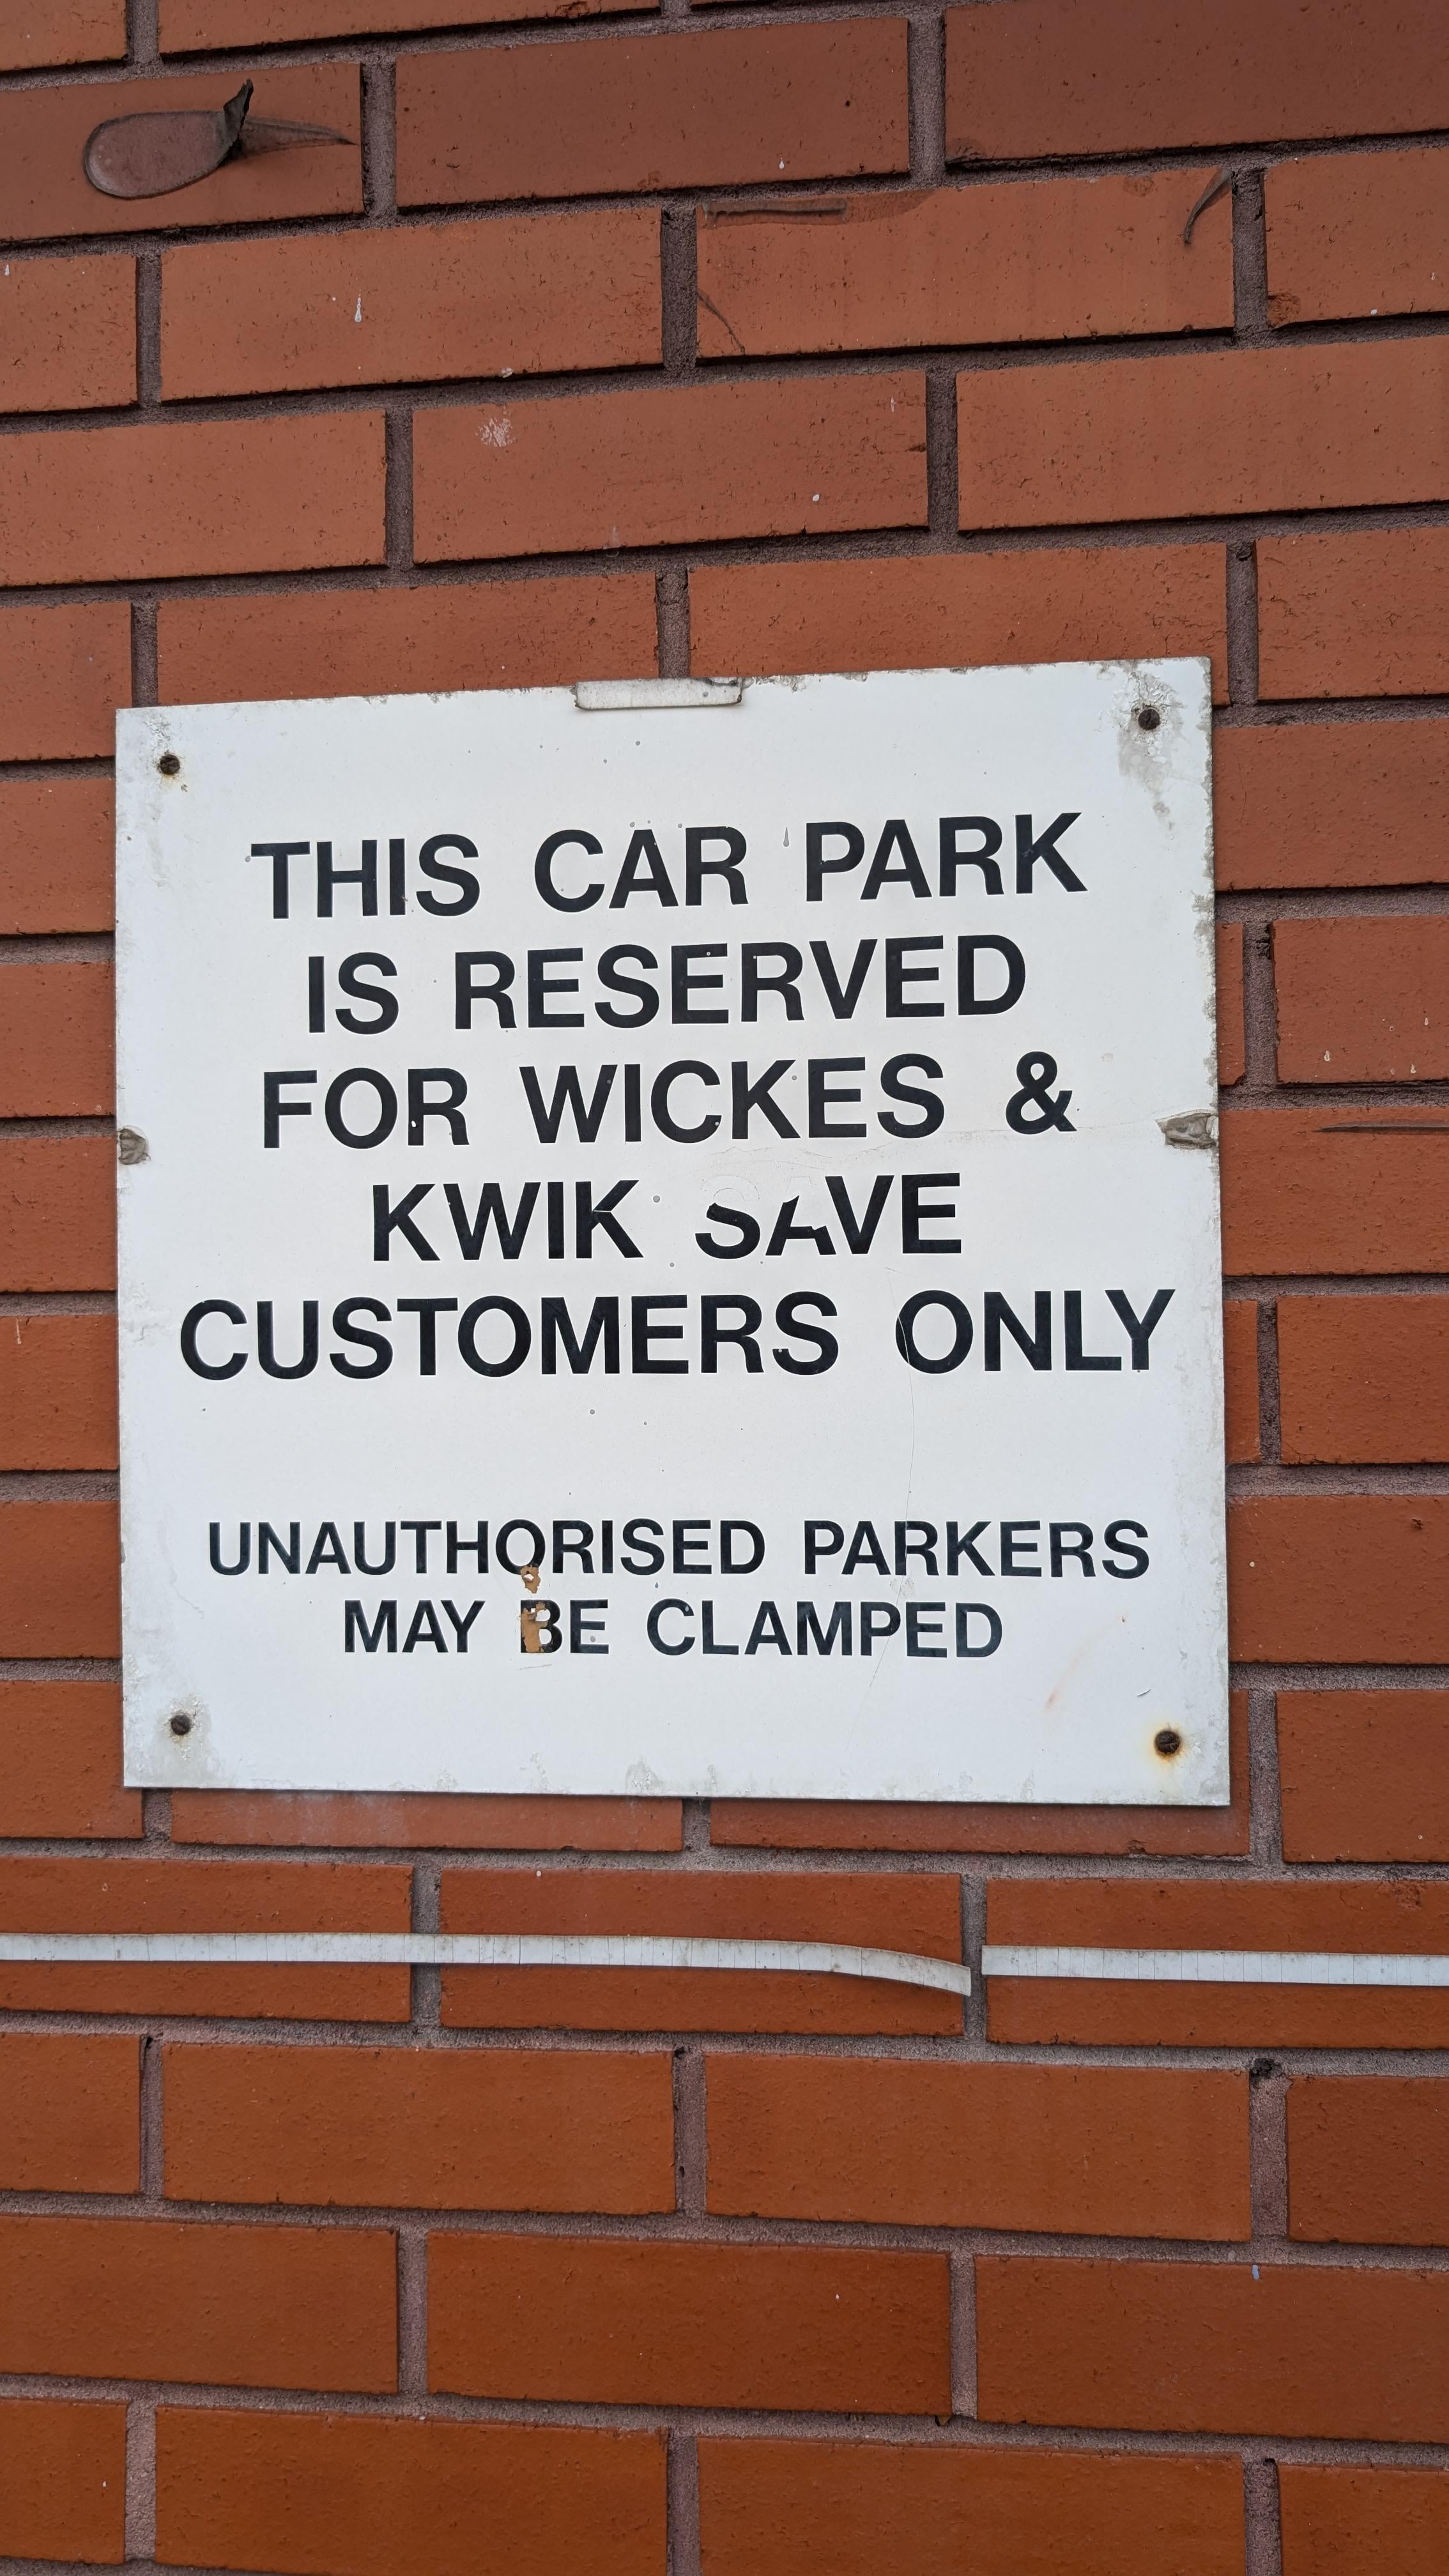 THIS CAR PARK
IS RESERVED
FOR WICKES &
KWIK SAVE
CUSTOMERS ONLY
UNAUTHORISED PARKERS
MAY BE CLAMPED